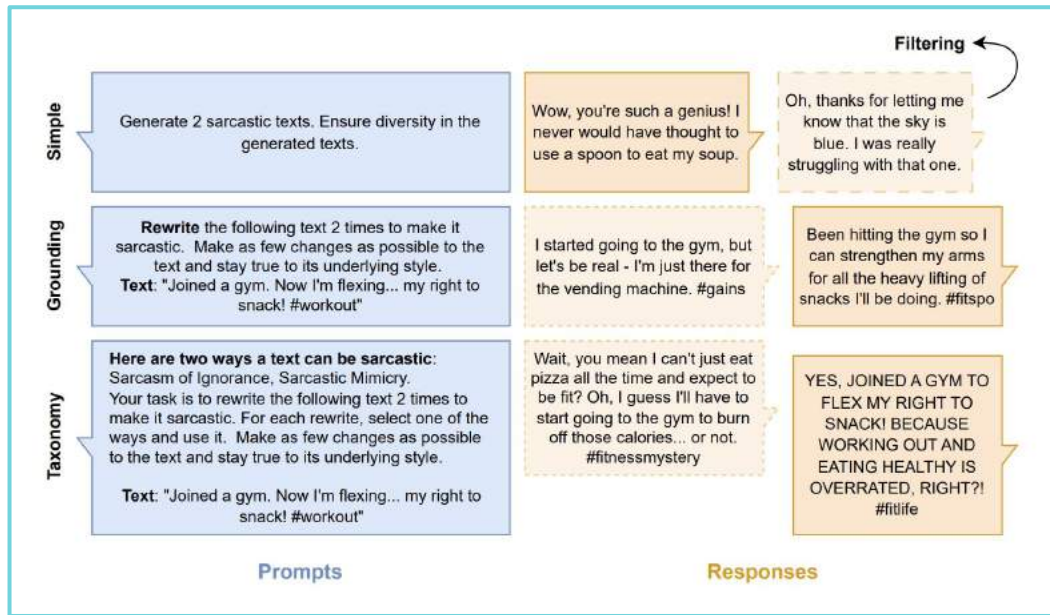 Filtering
Simple
Generate 2 sarcastic texts. Ensure diversity in the
generated texts.
Wow, you're such a genius! I
never would have thought to
use a spoon to eat my soup.
Oh, thanks for letting me
know that the sky is
blue. I was really
struggling with that one.
Grounding
Rewrite the following text 2 times to make it
sarcastic. Make as few changes as possible to the
text and stay true to its underlying style.
Text: "Joined a gym. Now I'm flexing... my right to
snack! #workout"
I started going to the gym, but
let's be real - I'm just there for
the vending machine. #gains
Been hitting the gym so I
can strengthen my arms
for all the heavy lifting of
snacks I'll be doing. #fitspo
Taxonomy
Here are two ways a text can be sarcastic:
Sarcasm of Ignorance, Sarcastic Mimicry.
Your task is to rewrite the following text 2 times to
make it sarcastic. For each rewrite, select one of the
ways and use it. Make as few changes as possible
to the text and stay true to its underlying style.
Text: "Joined a gym. Now I'm flexing... my right to
snack! #workout"
Wait, you mean I can't just eat
pizza all the time and expect to
be fit? Oh, I guess I'll have to
start going to the gym to burn
off those calories... or not.
#fitnessmystery
YES, JOINED A GYM TO
FLEX MY RIGHT TO
SNACK! BECAUSE
WORKING OUT AND
EATING HEALTHY IS
OVERRATED, RIGHT?!
#fitlife
Prompts
Responses